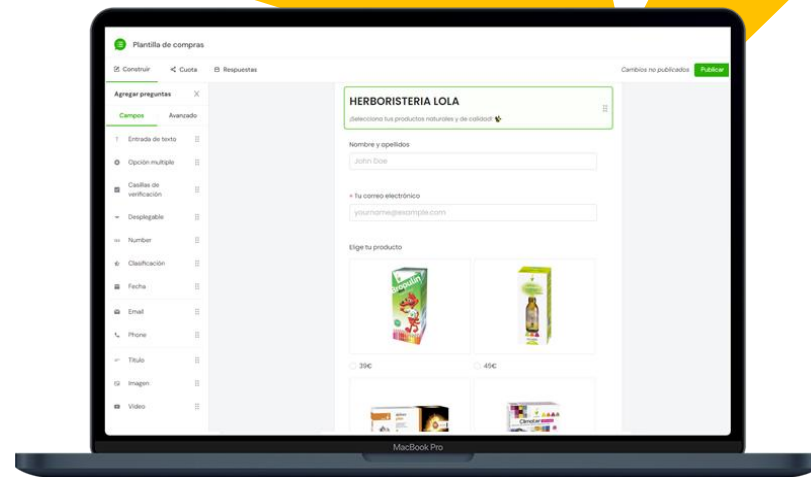 Plantilla de compras
Construir
Cuota
Respuestas
Cambios no publicados
Publicar
Agregar preguntas
X
Campos
Avanzado
Entrada de texto
Opción multiple
Casillas de
verificación
Desplegable
Number
Clasificación
Fecha
Email
Phone
Titulo
Imagen
Video
HERBORISTERIA LOLA
¡Selecciona tus productos naturales y de calidad!
Nombre y apellidos
John Doe
* Tu correo electrónico
yourname@example.com
Elige tu producto
propulin
39€
45€
MacBook Pro